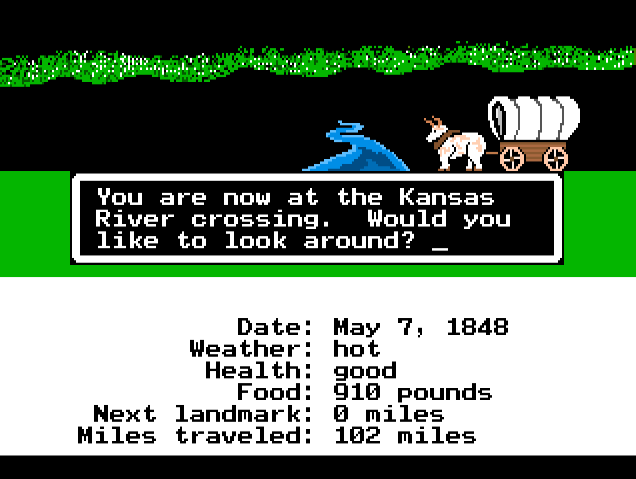 You are now at the Kansas
River crossing.  Would you
like to look around? _
Date: May 7, 1848
Weather: hot
Health: good
Food: 910 pounds
Next landmark: 0 miles
Miles traveled: 102 miles